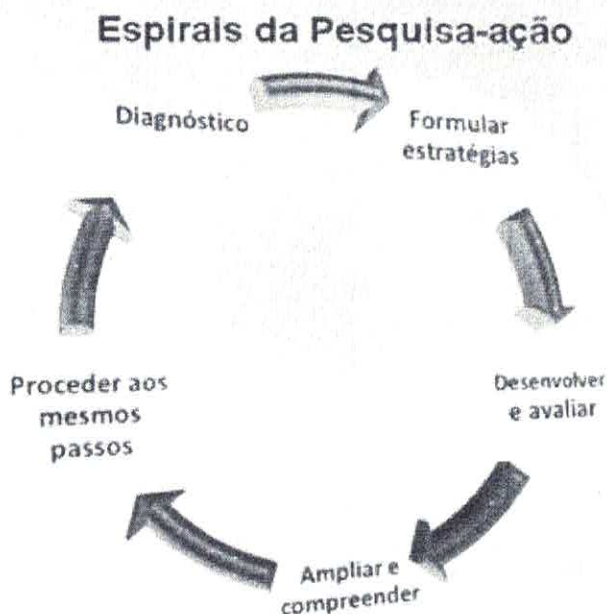 Espirais da Pesquisa-ação
Diagnóstico
Formular
estratégias
Desenvolver
e avaliar
Ampliar e
compreender
Proceder aos
mesmos
passos